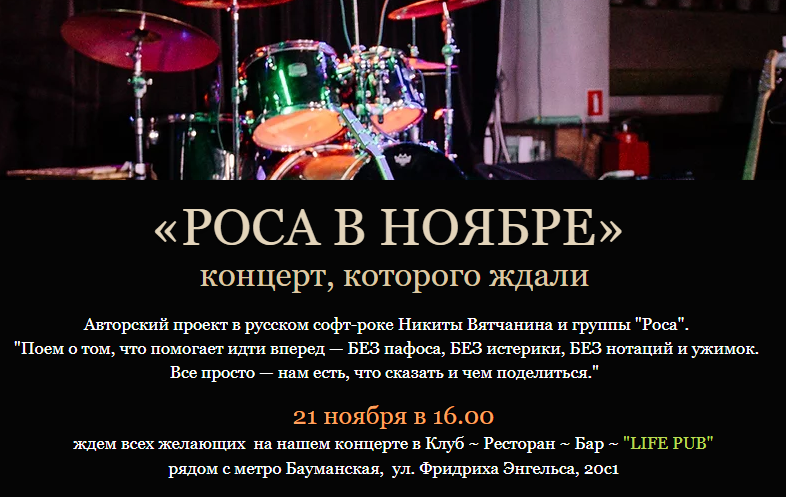 «РОСА В НОЯБРЕ»
концерт, которого ждали
Авторский проект в русском софт-роке Никиты Вятчанина и группы "Роса".
"Поем о том, что помогает идти вперед — БЕЗ пафоса, БЕЗ истерики, БЕЗ нотаций и ужимок.
Все просто — нам есть, что сказать и чем поделиться."
21 ноября в 16.00
ждем всех желающих на нашем концерте в Клуб ~ Ресторан ~ Бар ~ "LIFE PUB"
рядом с метро Бауманская, ул. Фридриха Энгельса, 20с1